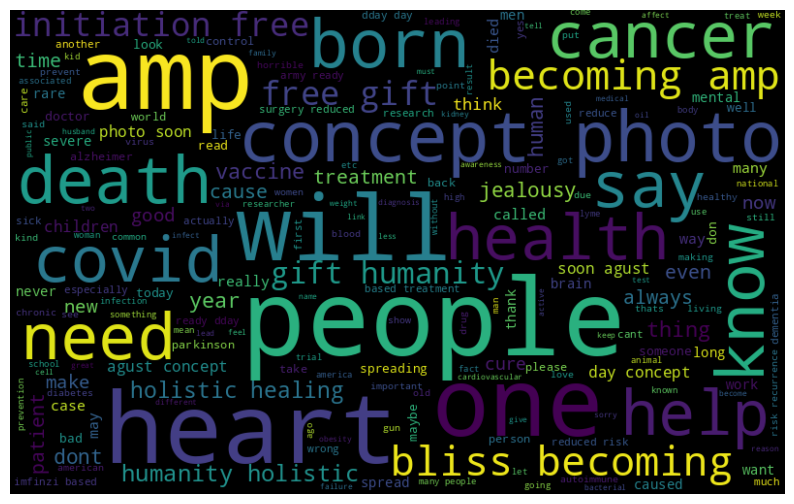 initiation free
dday day
men
leading
tell
come
affect
treat
week
another
told
control
born
died
yes
put
cancer
time
kid
look
family
amp
prevent
horrible
army ready
must
point
result
becoming amp
associated
care
rare
surgery reduced
free gift
think
used
medical
mental
doctor
world
research
kidney
human
reduce
oil
body
public
said
husband
photo soon
life
concept
photo
severe
virus
read
got
well
alzheimer
vaccine
etc
awareness
number
many
death
treatment
jealousy
due
national
cause
women
back
say
sick
children
good
researcher
high
healthy
now
two
actually
first
weight
link
diagnosis
without
called
lyme
use
still
kind
woman
common
via
blood
less
will
health
way
don
making
covid
infect
know
never
especially
really
gift humanity
soon agust
even
today
based treatment
brain
test
always
thats
living
new
infection
year
name
thank
man
active
thing
chronic
see
something
ready dday
people
cant
someone
long
need
mean
lead
feel
show
drug
keep
animal
parkinson
trial
cure
please
day concept
school
great
take
america
spreading
fact
love
known
cell
agust concept
important
cardiovascular
become
risk recurrence dementia
prevention
diabetes
make
holistic healing
old
one
give
sorry
work
case
different
maybe
help
patient
bad
may
heart
ago
obesity
gun
wrong
person
reduced risk
reason
dont
american
let
bliss becoming
want
imfinzi based
humanity holistic
failure
spread
many people
going
autoimmune
bacterial
caused
much